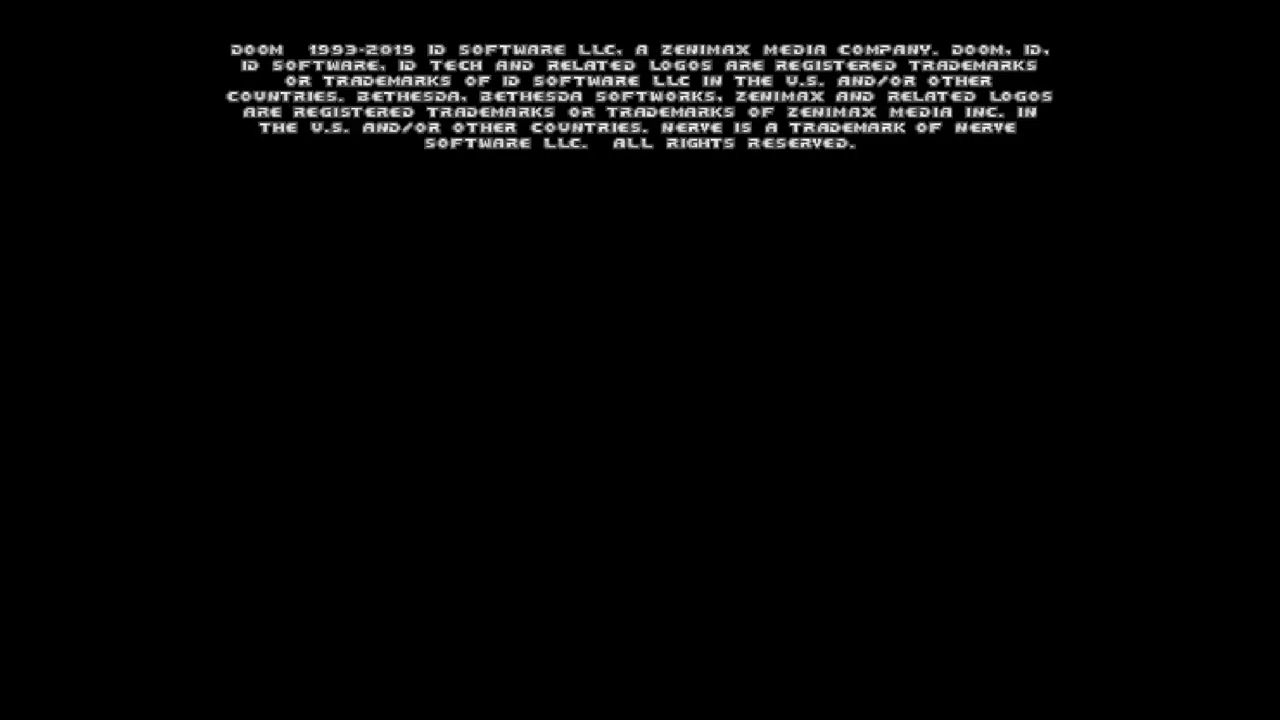 DOOM 1993-2019 ID SOFTWARE LLC, A ZENIMAX MEDIA COMPANY. DOOM, ID,
ID SOFTWARE, ID TECH AND RELATED LOGOS ARE REGISTERED TRADEMARKS
OR TRADEMARKS OF ID SOFTWARE LLC IN THE U.S. AND/OR OTHER
COUNTRIES. BETHESDA, BETHESDA SOFTWORKS, ZENIMAX AND RELATED LOGOS
ARE REGISTERED TRADEMARKS OR TRADEMARKS OF ZENIMAX MEDIA INC. IN
THE U.S. AND/OR OTHER COUNTRIES. NERVE IS A TRADEMARK OF NERVE
SOFTWARE LLC. ALL RIGHTS RESERVED.